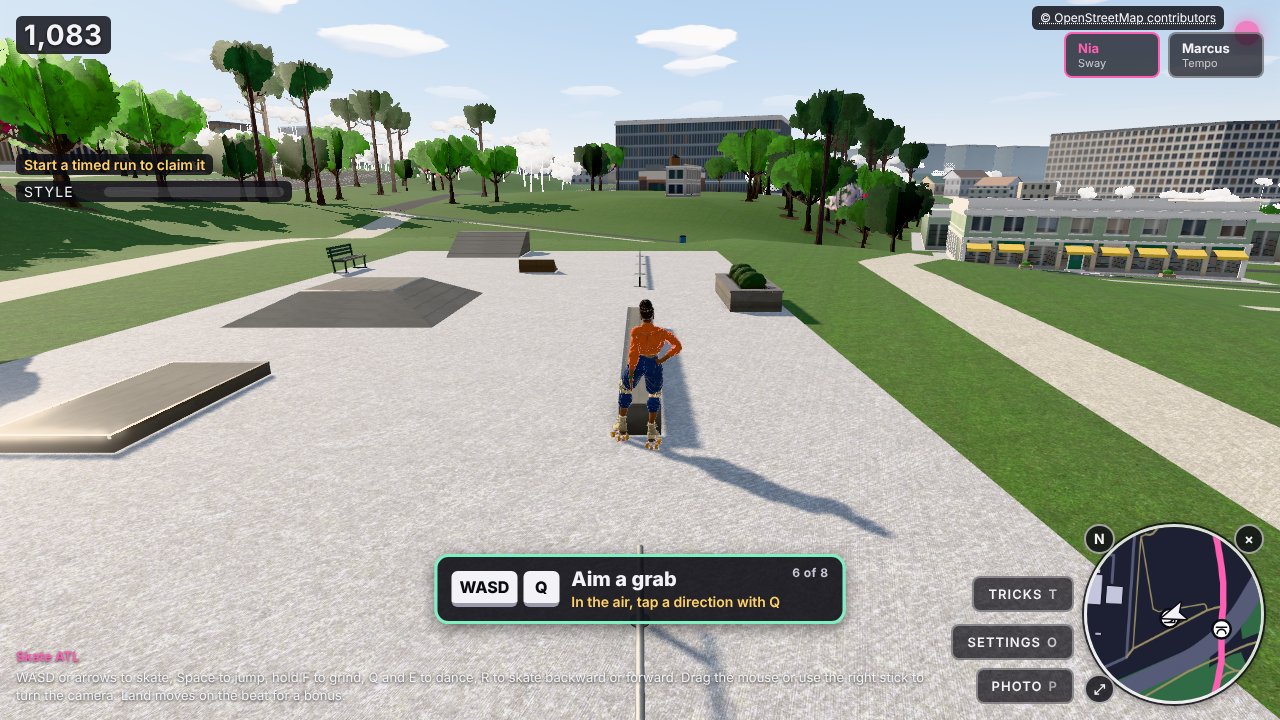 1,083
© OpenStreetMap contributors
Nia
Sway
Marcus
Tempo
Start a timed run to claim it
STYLE
WASD
Q
Aim a grab
6 of 8
In the air, tap a direction with Q
N
×
TRICKS T
SETTINGS O
PHOTO P
Skate ATL
WASD or arrows to skate, Space to jump, hold F to grind, Q and E to dance, R to skate backward or forward. Drag the mouse or use the right stick to
turn the camera. Land moves on the beat for a bonus.